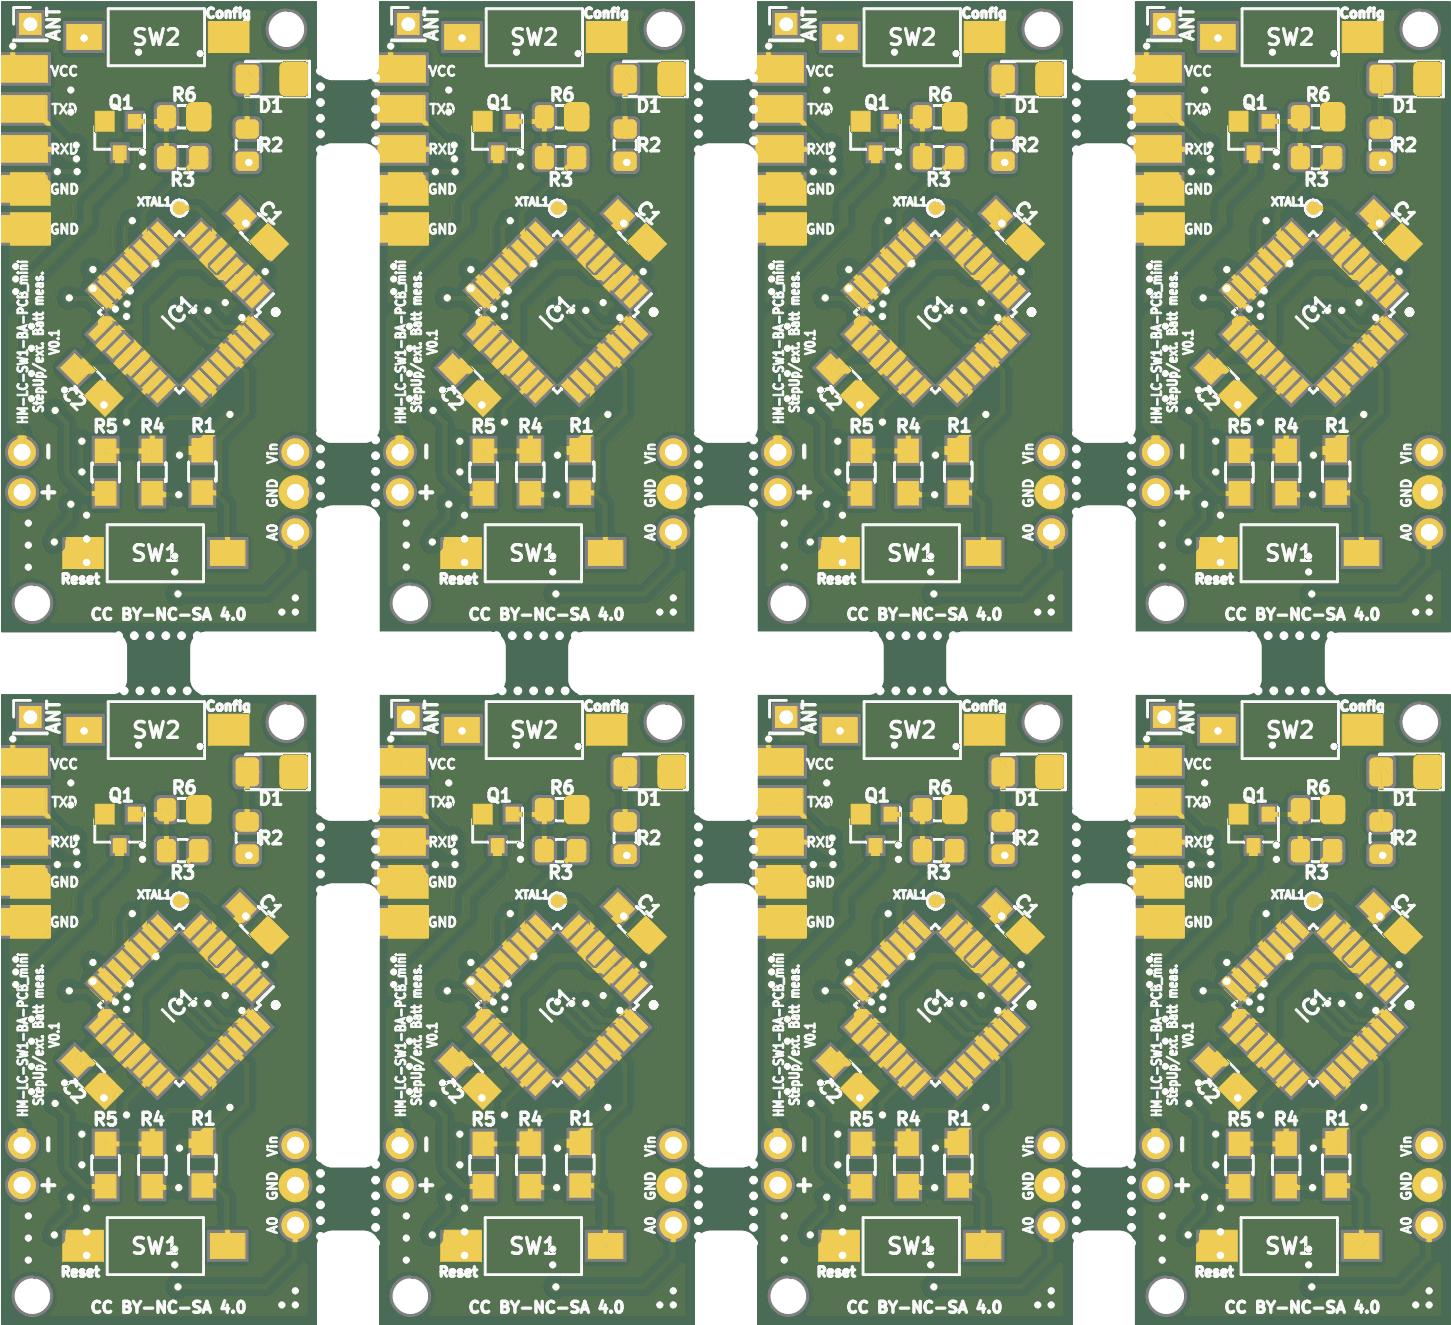 ANT
SW2
Config
VCC
TXD
RXD
GND
GND
Q1
R6
D1
R2
R3
XTAL1
C1
IC1
HM-LC-SW1-BA-PCB_mini
StepUp/ext. Batt meas.
V0.1
C2
R5 R4 R1
-
+
Vin
GND
A0
SW1
Reset
CC BY-NC-SA 4.0
ANT
SW2
Config
VCC
TXD
RXD
GND
GND
Q1
R6
D1
R2
R3
XTAL1
C1
IC1
HM-LC-SW1-BA-PCB_mini
StepUp/ext. Batt meas.
V0.1
C2
R5 R4 R1
-
+
Vin
GND
A0
SW1
Reset
CC BY-NC-SA 4.0
ANT
SW2
Config
VCC
TXD
RXD
GND
GND
Q1
R6
D1
R2
R3
XTAL1
C1
IC1
HM-LC-SW1-BA-PCB_mini
StepUp/ext. Batt meas.
V0.1
C2
R5 R4 R1
-
+
Vin
GND
A0
SW1
Reset
CC BY-NC-SA 4.0
ANT
SW2
Config
VCC
TXD
RXD
GND
GND
Q1
R6
D1
R2
R3
XTAL1
C1
IC1
HM-LC-SW1-BA-PCB_mini
StepUp/ext. Batt meas.
V0.1
C2
R5 R4 R1
-
+
Vin
GND
A0
SW1
Reset
CC BY-NC-SA 4.0
ANT
SW2
Config
VCC
TXD
RXD
GND
GND
Q1
R6
D1
R2
R3
XTAL1
C1
IC1
HM-LC-SW1-BA-PCB_mini
StepUp/ext. Batt meas.
V0.1
C2
R5 R4 R1
-
+
Vin
GND
A0
SW1
Reset
CC BY-NC-SA 4.0
ANT
SW2
Config
VCC
TXD
RXD
GND
GND
Q1
R6
D1
R2
R3
XTAL1
C1
IC1
HM-LC-SW1-BA-PCB_mini
StepUp/ext. Batt meas.
V0.1
C2
R5 R4 R1
-
+
Vin
GND
A0
SW1
Reset
CC BY-NC-SA 4.0
ANT
SW2
Config
VCC
TXD
RXD
GND
GND
Q1
R6
D1
R2
R3
XTAL1
C1
IC1
HM-LC-SW1-BA-PCB_mini
StepUp/ext. Batt meas.
V0.1
C2
R5 R4 R1
-
+
Vin
GND
A0
SW1
Reset
CC BY-NC-SA 4.0
ANT
SW2
Config
VCC
TXD
RXD
GND
GND
Q1
R6
D1
R2
R3
XTAL1
C1
IC1
HM-LC-SW1-BA-PCB_mini
StepUp/ext. Batt meas.
V0.1
C2
R5 R4 R1
-
+
Vin
GND
A0
SW1
Reset
CC BY-NC-SA 4.0